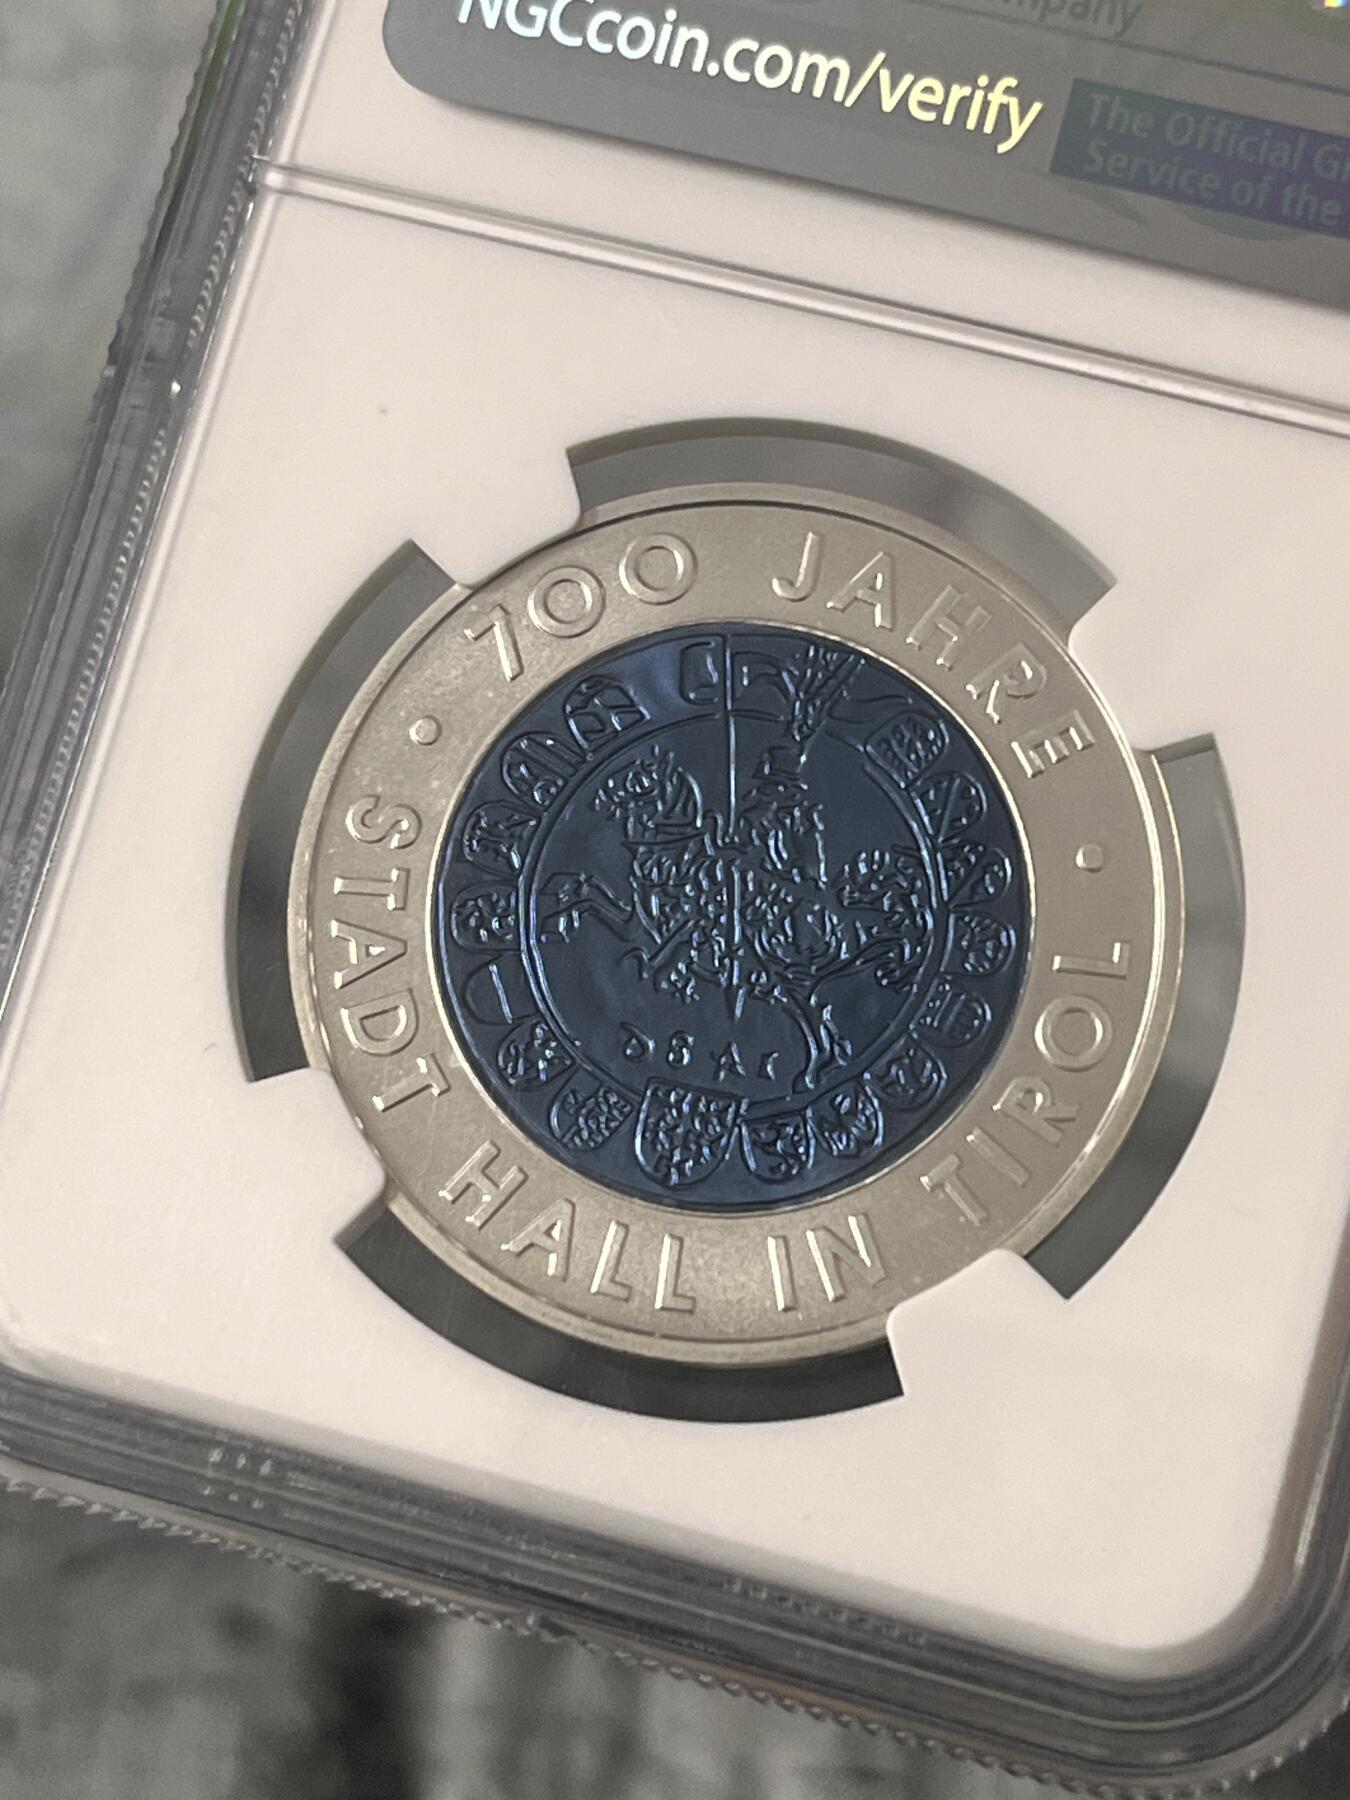 NGCcoin.com/verify
The Official
Service of the
· 700 JAHRE ·
STADT HALL IN TIROL